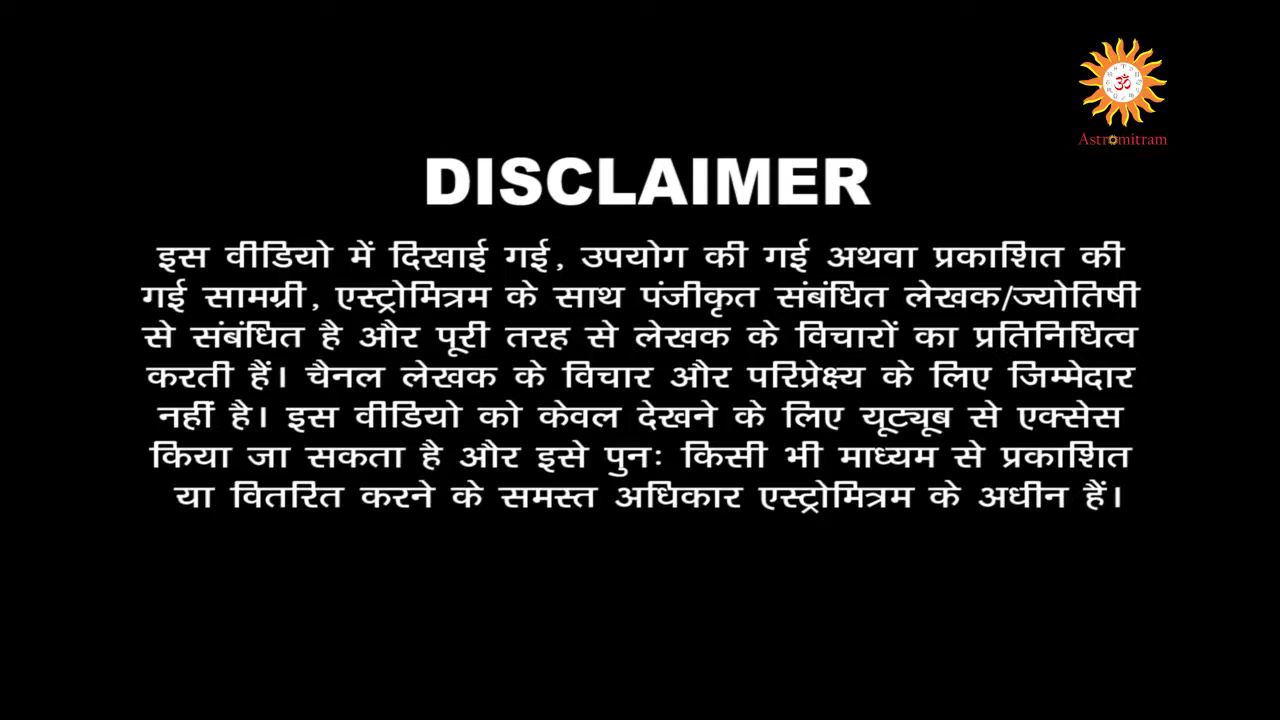 Astromitram
DISCLAIMER
इस वीडियो में दिखाई गई, उपयोग की गई अथवा प्रकाशित की
गई सामग्री, एस्ट्रोमित्रम के साथ पंजीकृत संबंधित लेखक/ज्योतिषी
से संबंधित है और पूरी तरह से लेखक के विचारों का प्रतिनिधित्व
करती हैं। चैनल लेखक के विचार और परिप्रेक्ष्य के लिए जिम्मेदार
नहीं है। इस वीडियो को केवल देखने के लिए यूट्यूब से एक्सेस
किया जा सकता है और इसे पुनः किसी भी माध्यम से प्रकाशित
या वितरित करने के समस्त अधिकार एस्ट्रोमित्रम के अधीन हैं।